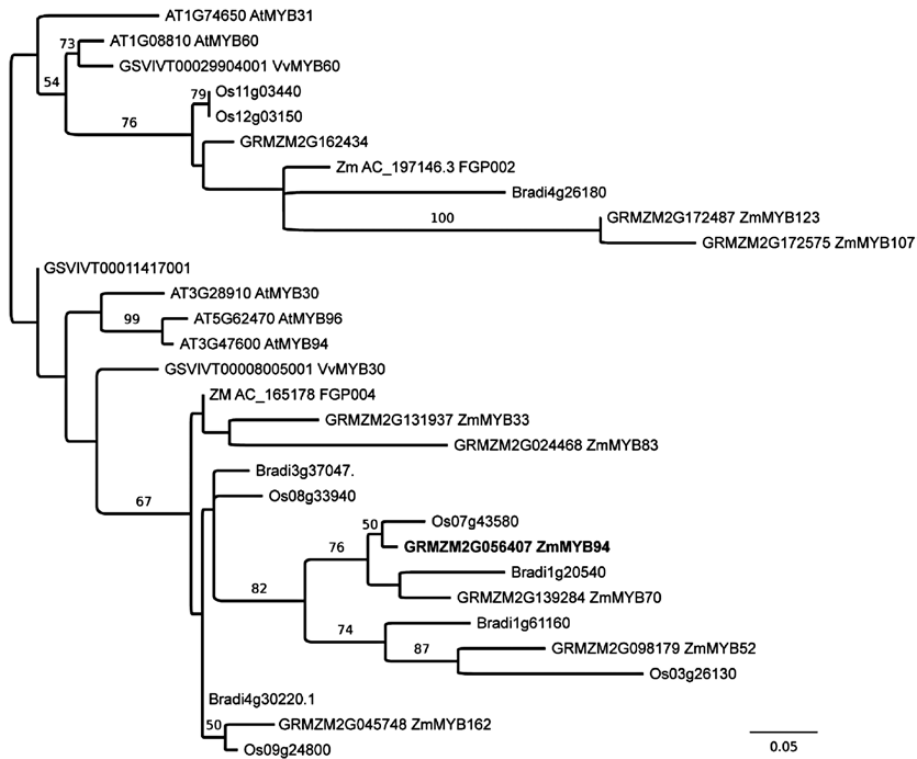 AT1G74650 AtMYB31
73 AT1G08810 AtMYB60
54 GSVIVT00029904001 VvMYB60
79 Os11g03440
76 Os12g03150
GRMZM2G162434
Zm AC_197146.3 FGP002
Bradi4g26180
100 GRMZM2G172487 ZmMYB123
GRMZM2G172575 ZmMYB107
GSVIVT00011417001
AT3G28910 AtMYB30
99 AT5G62470 AtMYB96
AT3G47600 AtMYB94
GSVIVT00008005001 VvMYB30
ZM AC_165178 FGP004
GRMZM2G131937 ZmMYB33
GRMZM2G024468 ZmMYB83
Bradi3g37047.
Os08g33940
67
50 Os07g43580
76 GRMZM2G056407 ZmMYB94
Bradi1g20540
82 GRMZM2G139284 ZmMYB70
Bradi1g61160
74
87 GRMZM2G098179 ZmMYB52
Os03g26130
Bradi4g30220.1
50 GRMZM2G045748 ZmMYB162
Os09g24800
0.05